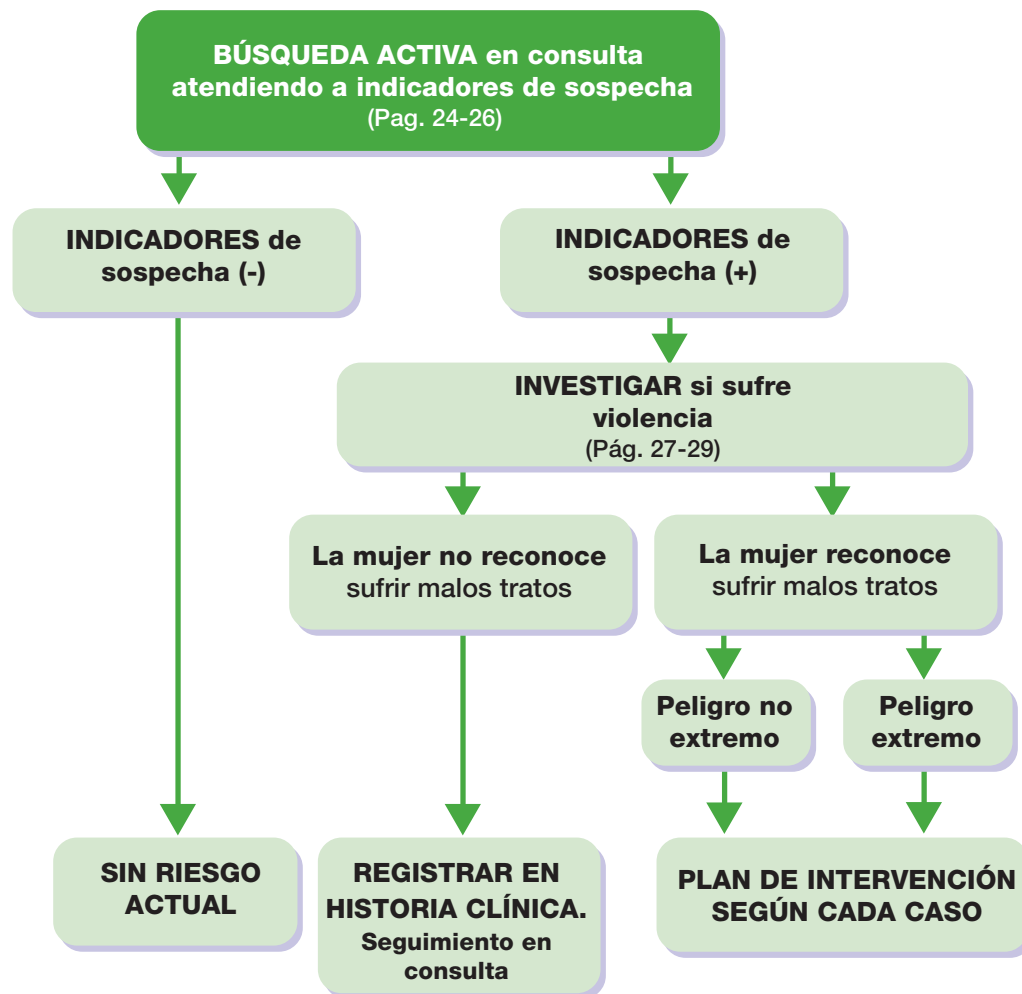 BÚSQUEDA ACTIVA en consulta
atendiendo a indicadores de sospecha
(Pag. 24-26)
INDICADORES de
sospecha (-)
INDICADORES de
sospecha (+)
INVESTIGAR si sufre
violencia
(Pág. 27-29)
La mujer no reconoce
sufrir malos tratos
La mujer reconoce
sufrir malos tratos
Peligro no
extremo
Peligro
extremo
SIN RIESGO
ACTUAL
REGISTRAR EN
HISTORIA CLÍNICA.
Seguimiento en
consulta
PLAN DE INTERVENCIÓN
SEGÚN CADA CASO